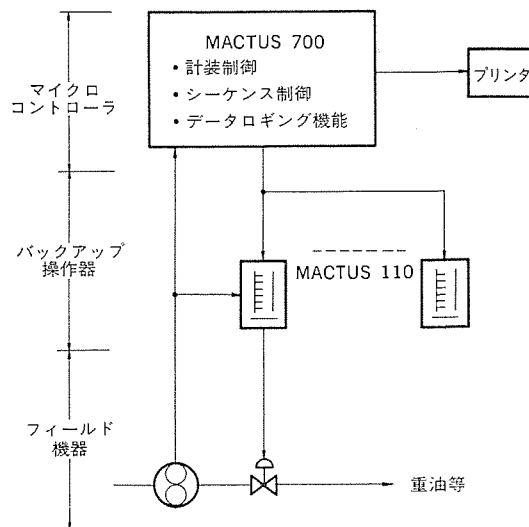 MACTUS 700
・計装制御
・シーケンス制御
・データロギング機能
プリンタ
マイクロ
コントローラ
バックアップ
操作器
MACTUS 110
フィールド
機器
重油等